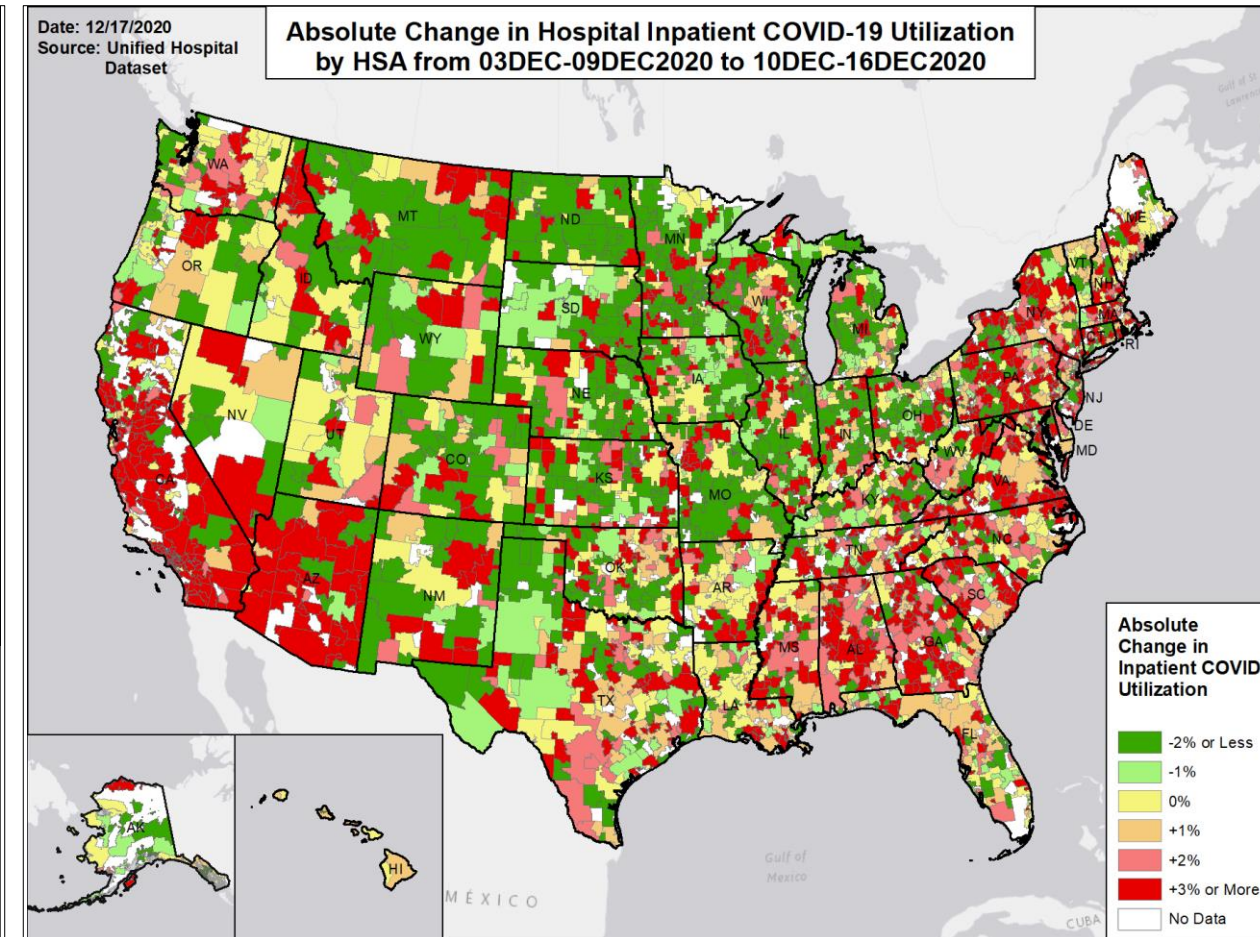 Date: 12/17/2020
Source: Unified Hospital
Dataset
Absolute Change in Hospital Inpatient COVID-19 Utilization
by HSA from 03DEC-09DEC2020 to 10DEC-16DEC2020
Gulf of St
Lawrence
WA
MT
ND
MN
ME
OR
ID
SD
WI
VT
NH
WY
MI
NY
MA
CT
RI
IA
NE
PA
NV
UT
IL
IN
OH
NJ
CO
DE
MD
WV
CA
KS
MO
KY
VA
NC
TN
AZ
NM
OK
AR
SC
MS
AL
GA
TX
LA
FL
AK
HI
Gulf of
Mexico
MÉXICO
CUBA
Absolute
Change in
Inpatient COVID
Utilization
-2% or Less
-1%
0%
+1%
+2%
+3% or More
No Data